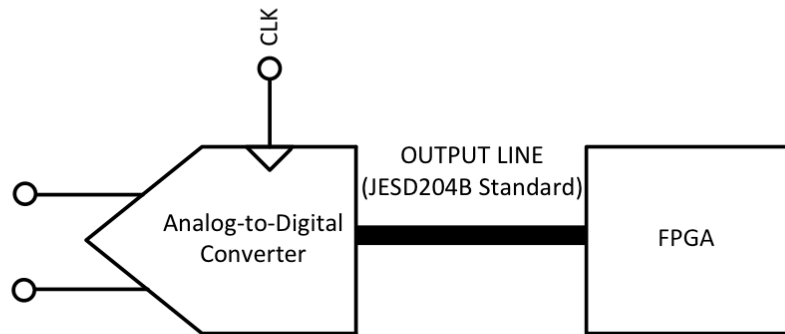 CLK
OUTPUT LINE
(JESD204B Standard)
Analog-to-Digital
Converter
FPGA